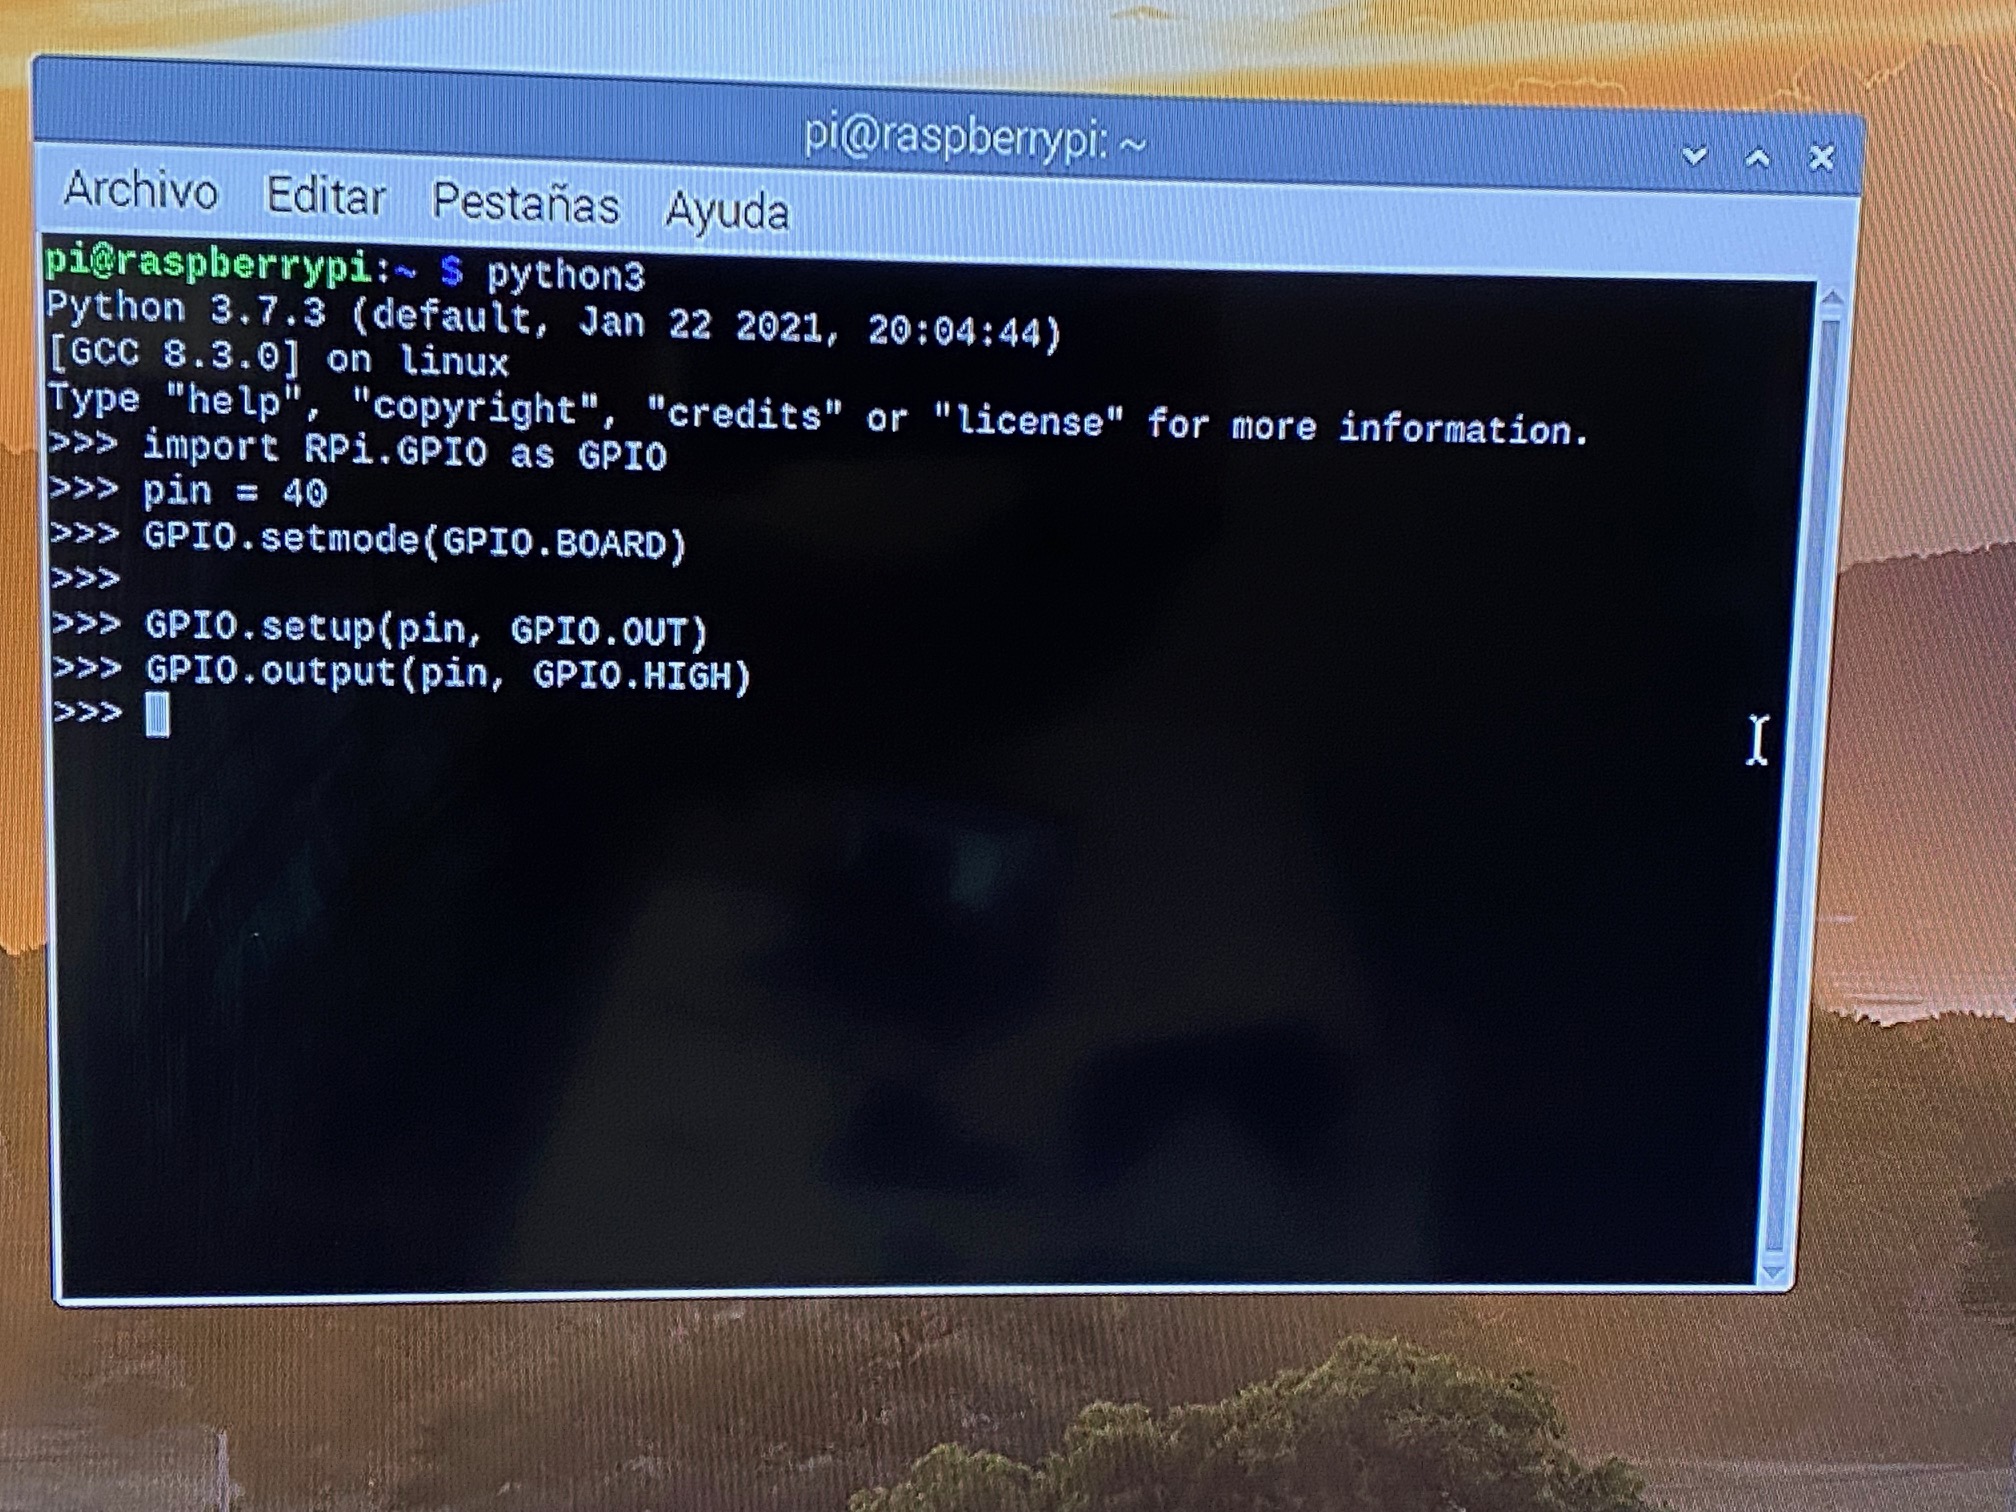 pi@raspberrypi: ~
Archivo Editar Pestañas Ayuda
pi@raspberrypi:~ $ python3
Python 3.7.3 (default, Jan 22 2021, 20:04:44)
[GCC 8.3.0] on linux
Type "help", "copyright", "credits" or "license" for more information.
>>> import RPi.GPIO as GPIO
>>> pin = 40
>>> GPIO.setmode(GPIO.BOARD)
>>>
>>> GPIO.setup(pin, GPIO.OUT)
>>> GPIO.output(pin, GPIO.HIGH)
>>>